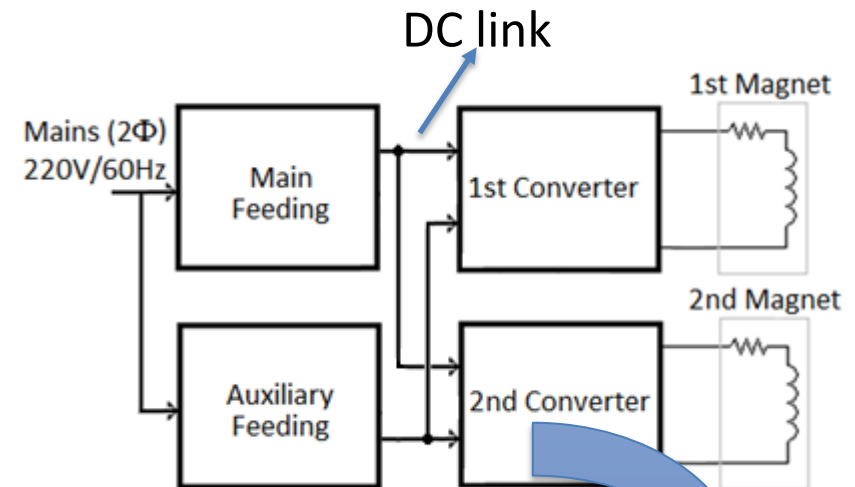 DC link
1st Magnet
Mains (2Φ)
220V/60Hz
Main
Feeding
1st Converter
2nd Magnet
Auxiliary
Feeding
2nd Converter